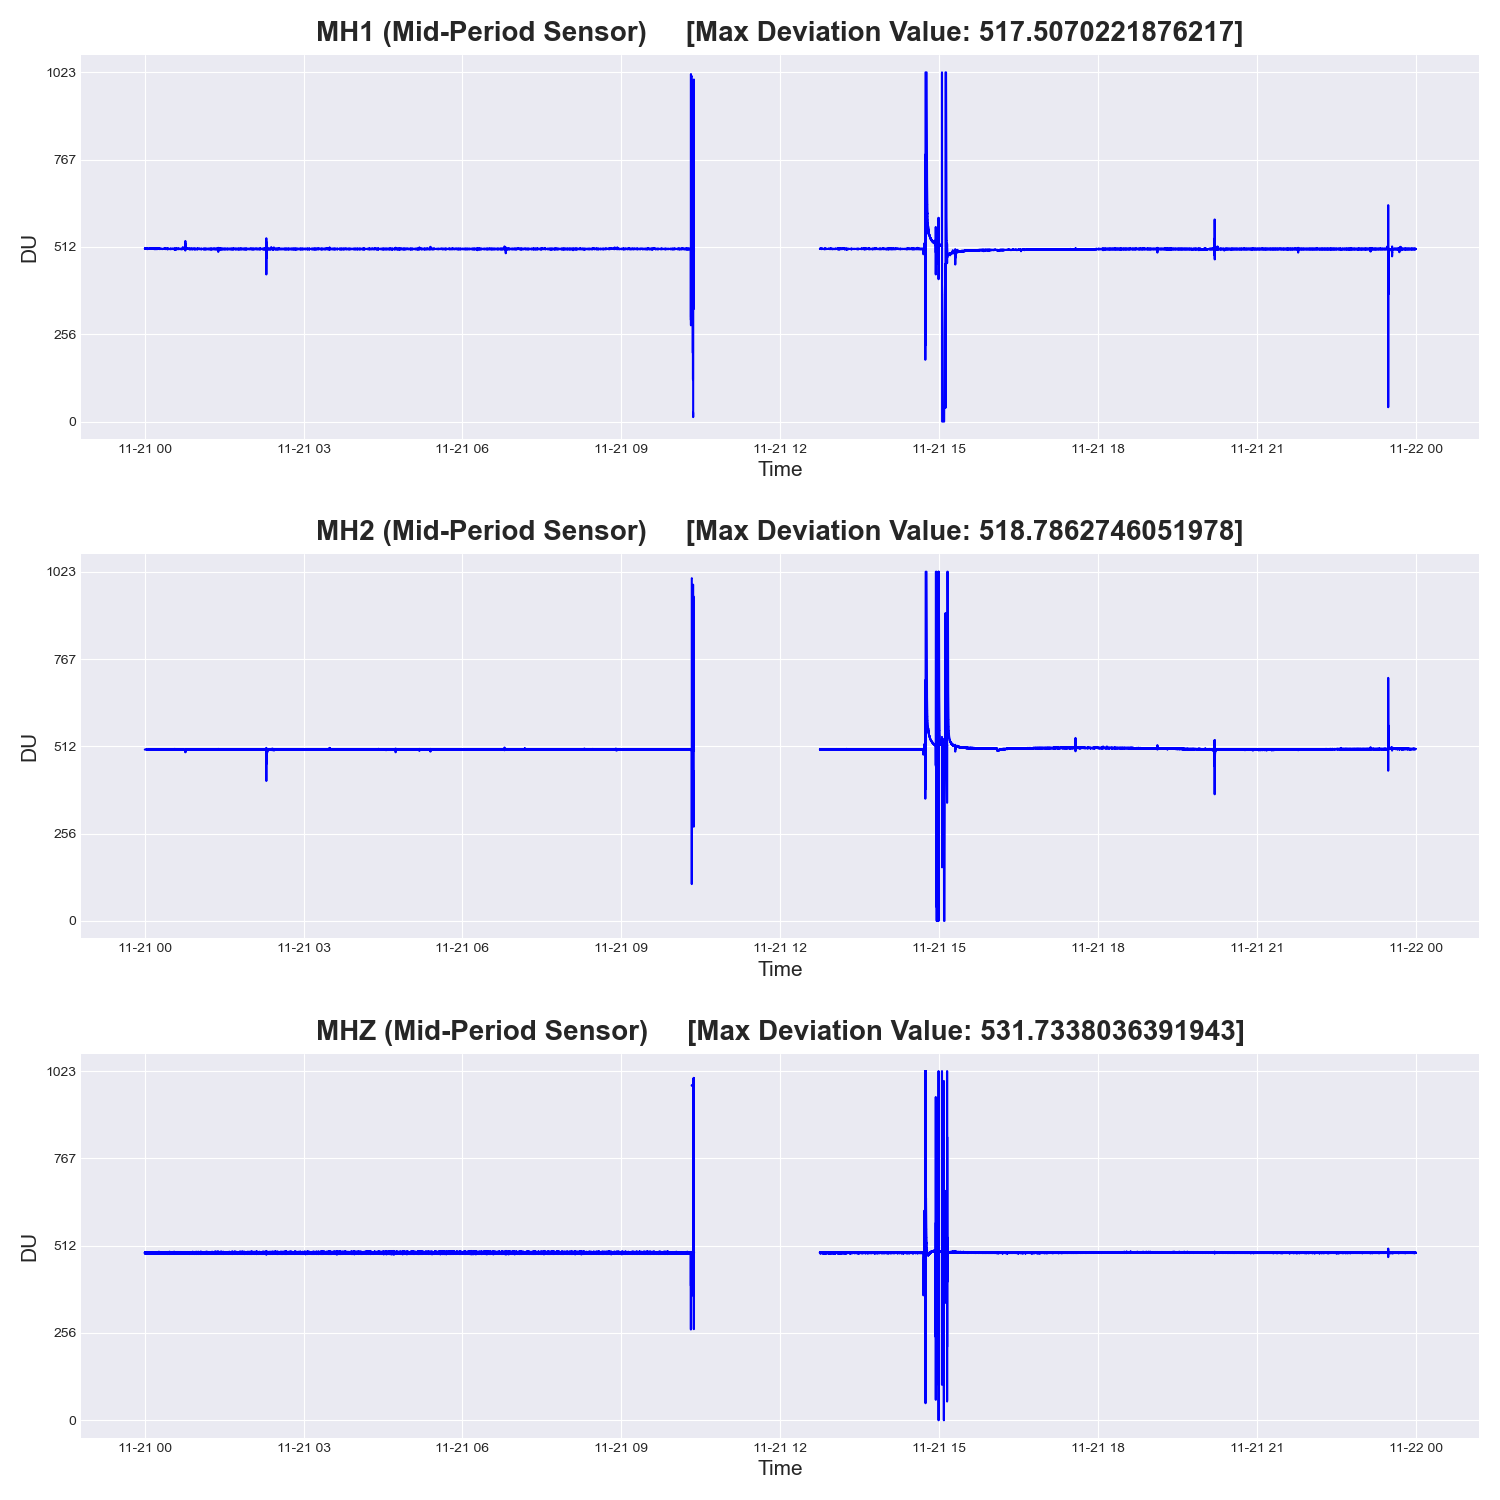 MH1 (Mid-Period Sensor) [Max Deviation Value: 517.5070221876217]
1023
767
512
256
0
DU
11-21 00 11-21 03 11-21 06 11-21 09 11-21 12 11-21 15 11-21 18 11-21 21 11-22 00
Time
MH2 (Mid-Period Sensor) [Max Deviation Value: 518.7862746051978]
1023
767
512
256
0
DU
11-21 00 11-21 03 11-21 06 11-21 09 11-21 12 11-21 15 11-21 18 11-21 21 11-22 00
Time
MHZ (Mid-Period Sensor) [Max Deviation Value: 531.7338036391943]
1023
767
512
256
0
DU
11-21 00 11-21 03 11-21 06 11-21 09 11-21 12 11-21 15 11-21 18 11-21 21 11-22 00
Time